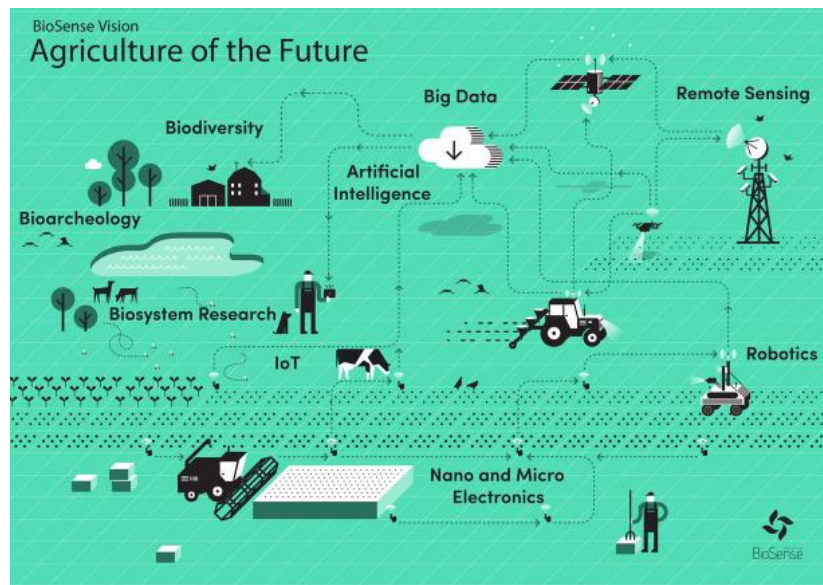 BioSense Vision
Agriculture of the Future
Big Data
Remote Sensing
Biodiversity
Artificial
Intelligence
Bioarcheology
Biosystem Research
IoT
Robotics
Nano and Micro
Electronics
BioSense